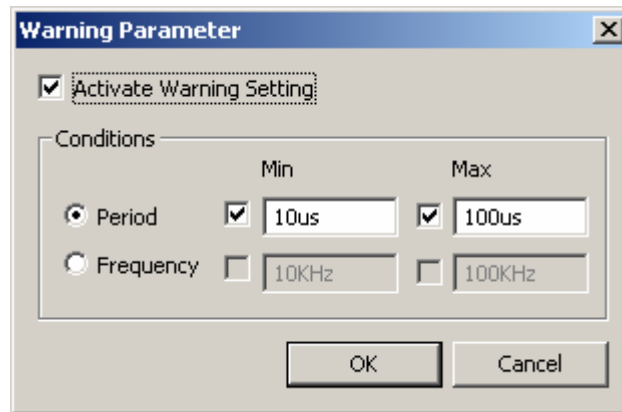 Warning Parameter
Activate Warning Setting
Conditions
Min Max
Period 10us 100us
Frequency 10KHz 100KHz
OK Cancel